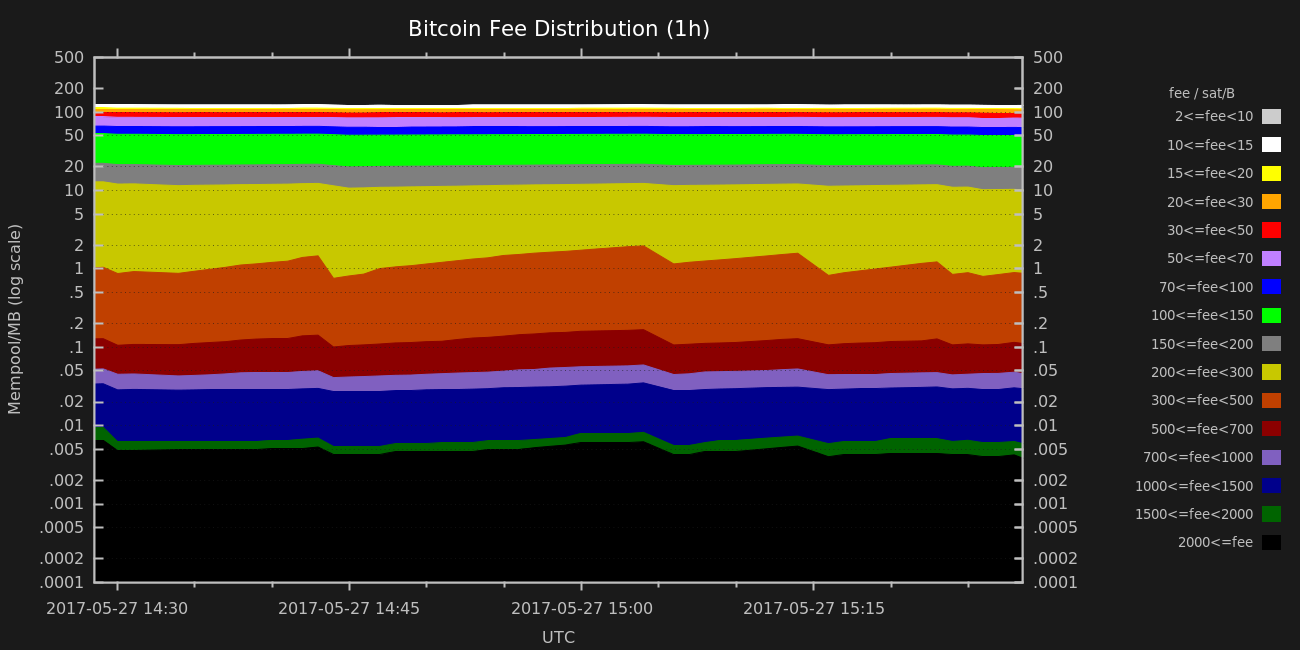 Bitcoin Fee Distribution (1h)
500
200
100
50
20
10
5
2
1
.5
.2
.1
.05
.02
.01
.005
.002
.001
.0005
.0002
.0001
Mempool/MB (log scale)
500
200
100
50
20
10
5
2
1
.5
.2
.1
.05
.02
.01
.005
.002
.001
.0005
.0002
.0001
2017-05-27 14:30 2017-05-27 14:45 2017-05-27 15:00 2017-05-27 15:15
UTC
fee / sat/B
2<=fee<10
10<=fee<15
15<=fee<20
20<=fee<30
30<=fee<50
50<=fee<70
70<=fee<100
100<=fee<150
150<=fee<200
200<=fee<300
300<=fee<500
500<=fee<700
700<=fee<1000
1000<=fee<1500
1500<=fee<2000
2000<=fee